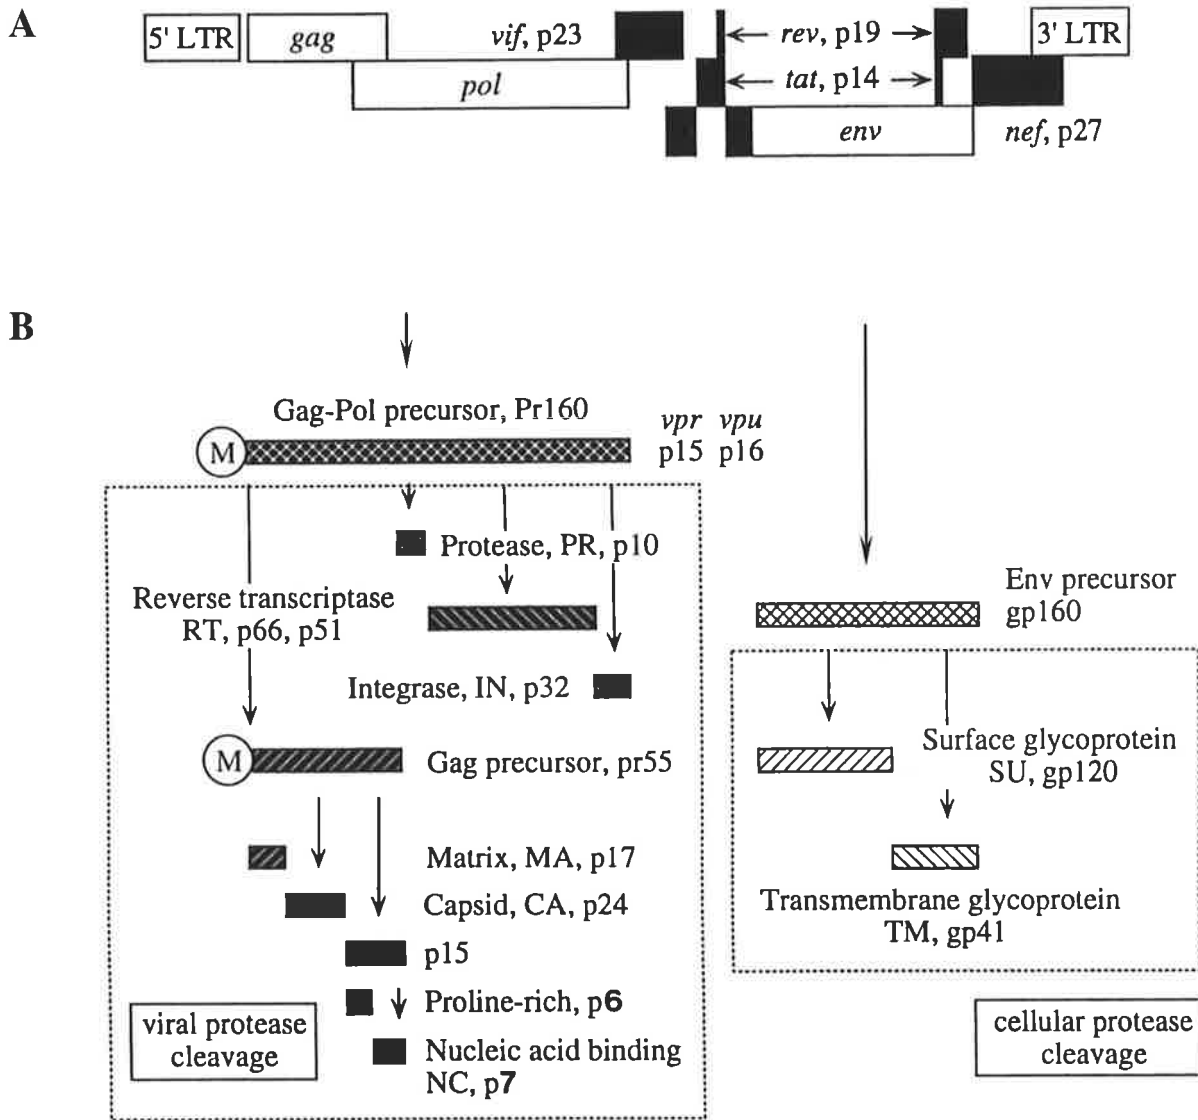 A
5' LTR
gag
vif, p23
rev, p19
3' LTR
pol
tat, p14
env
nef, p27
B
Gag-Pol precursor, Pr160
M
vpr vpu
p15 p16
Protease, PR, p10
Reverse transcriptase
RT, p66, p51
Integrase, IN, p32
M
Gag precursor, pr55
Matrix, MA, p17
Capsid, CA, p24
p15
Proline-rich, p6
Nucleic acid binding
NC, p7
viral protease
cleavage
Env precursor
gp160
Surface glycoprotein
SU, gp120
Transmembrane glycoprotein
TM, gp41
cellular protease
cleavage